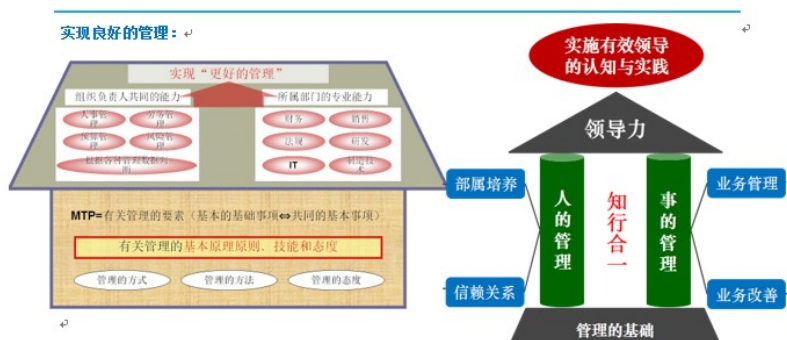 实现良好的管理：
实现“更好的管理”
组织负责人共同的能力
所属部门的专业能力
人事管理
劳务管理
预算管理
风险管理
财务
销售
法规
研发
IT
制造技术
MTP=有关管理的要素（基本的基础事项⇔共同的基本事项）
有关管理的基本原理原则、技能和态度
管理的方式
管理的方法
管理的态度
实施有效领导
的认知与实践
领导力
部属培养
业务管理
人的管理
知行合一
事的管理
信赖关系
业务改善
管理的基础